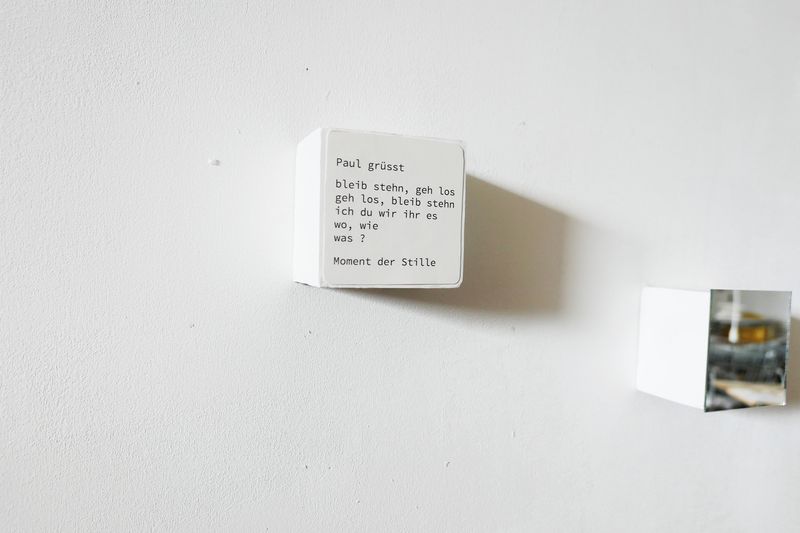 Paul grüsst
bleib stehn, geh los
geh los, bleib stehn
ich du wir ihr es
wo, wie
was ?
Moment der Stille